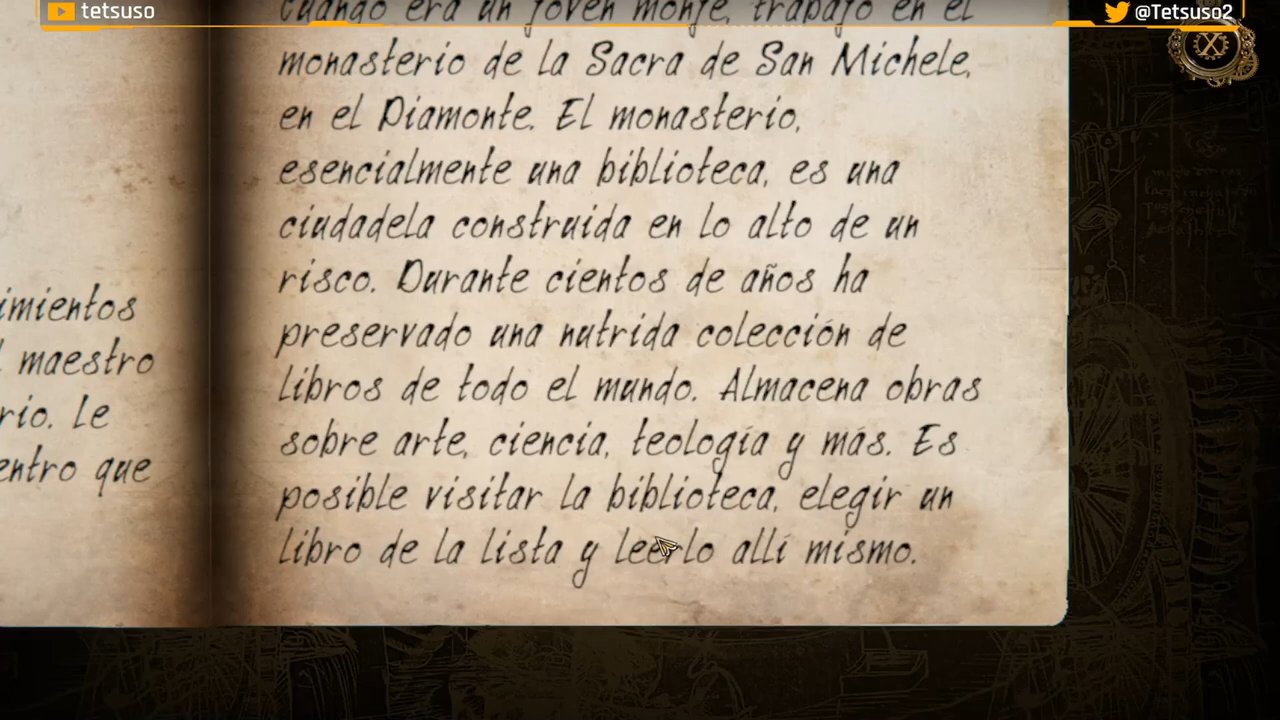 tetsuso
@Tetsuso2
imientos
maestro
rio. Le
entro que
cuando era un joven monje, trabajó en el
monasterio de la Sacra de San Michele,
en el Piamonte. El monasterio,
esencialmente una biblioteca, es una
ciudadela construida en lo alto de un
risco. Durante cientos de años ha
preservado una nutrida colección de
libros de todo el mundo. Almacena obras
sobre arte, ciencia, teología y más. Es
posible visitar la biblioteca, elegir un
libro de la lista y leerlo allí mismo.